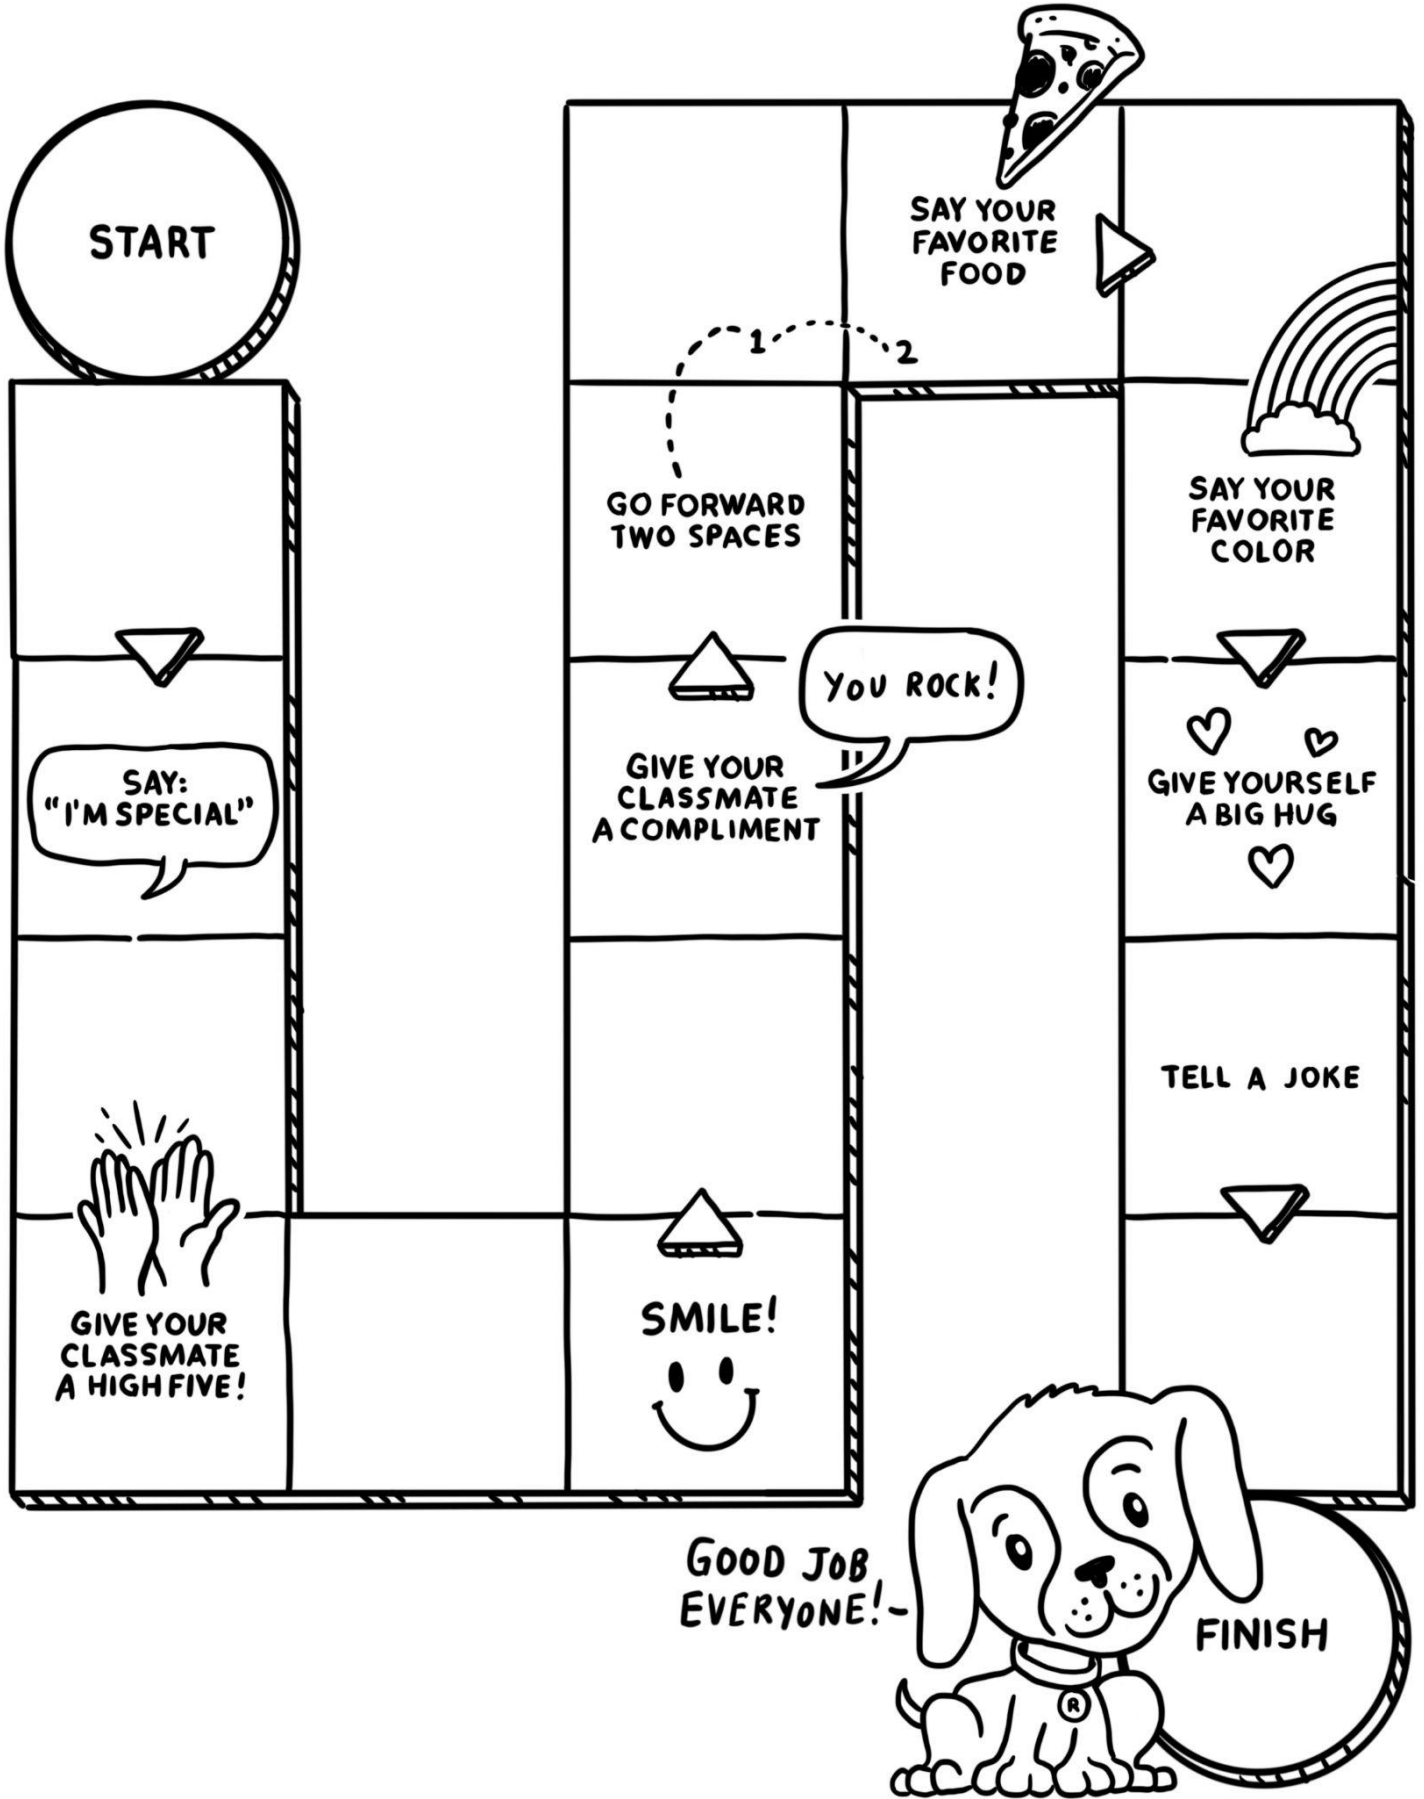 START
SAY:
"I'M SPECIAL"
GIVE YOUR
CLASSMATE
A HIGH FIVE!
SMILE!
GIVE YOUR
CLASSMATE
A COMPLIMENT
YOU ROCK!
GO FORWARD
TWO SPACES
1
2
SAY YOUR
FAVORITE
FOOD
SAY YOUR
FAVORITE
COLOR
GIVE YOURSELF
A BIG HUG
TELL A JOKE
GOOD JOB
EVERYONE!
R
FINISH